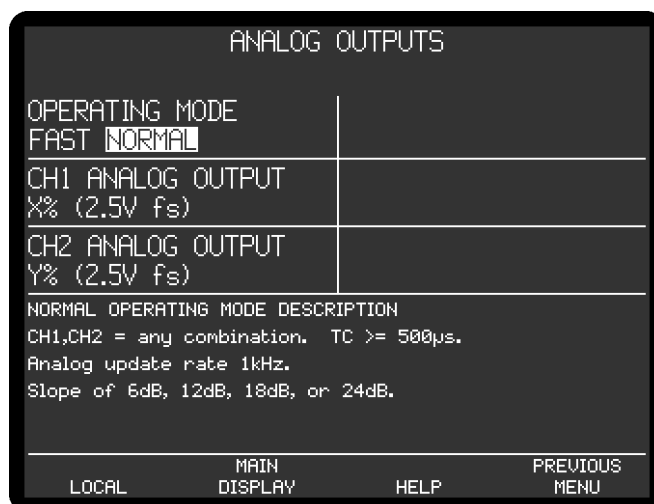 ANALOG OUTPUTS
OPERATING MODE
FAST NORMAL
CH1 ANALOG OUTPUT
X% (2.5V fs)
CH2 ANALOG OUTPUT
Y% (2.5V fs)
NORMAL OPERATING MODE DESCRIPTION
CH1,CH2 = any combination. TC >= 500µs.
Analog update rate 1kHz.
Slope of 6dB, 12dB, 18dB, or 24dB.
LOCAL
MAIN
DISPLAY
HELP
PREVIOUS
MENU